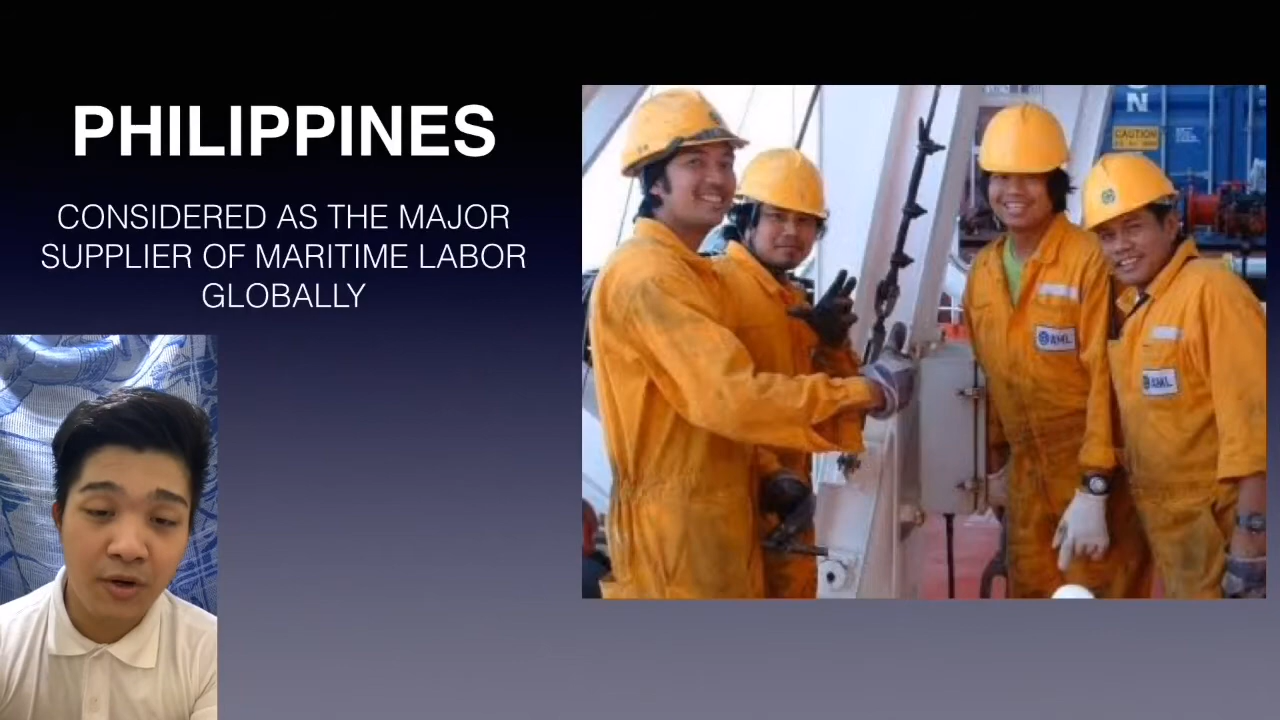 PHILIPPINES
CONSIDERED AS THE MAJOR
SUPPLIER OF MARITIME LABOR
GLOBALLY
N
CAUTION
AML
AML